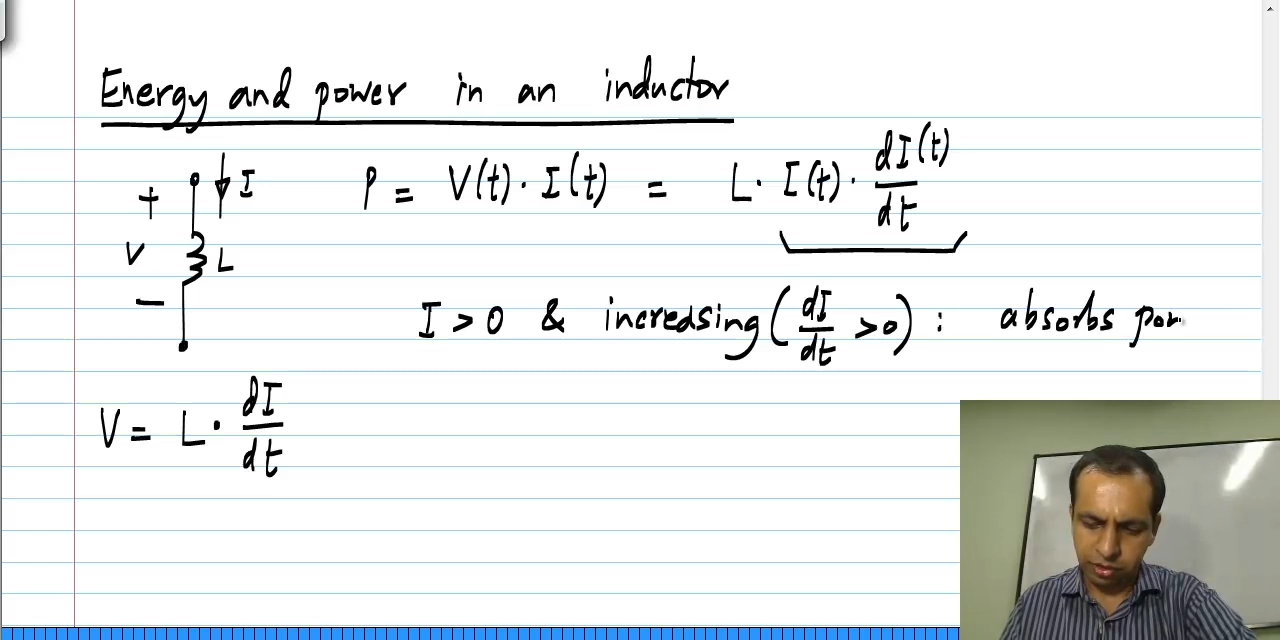 Energy and power in an inductor
+ I
V L
−
P = V(t) · I(t) = L · I(t) · dI(t)/dt
I > 0 & increasing (dI/dt > 0) : absorbs pow
V = L · dI/dt